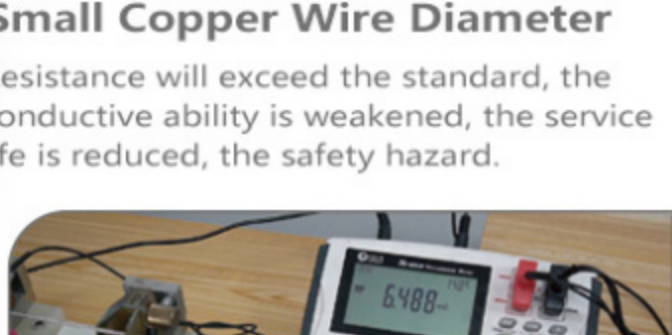 Small Copper Wire Diameter
esistance will exceed the standard, the
onductive ability is weakened, the service
fe is reduced, the safety hazard.
6.488